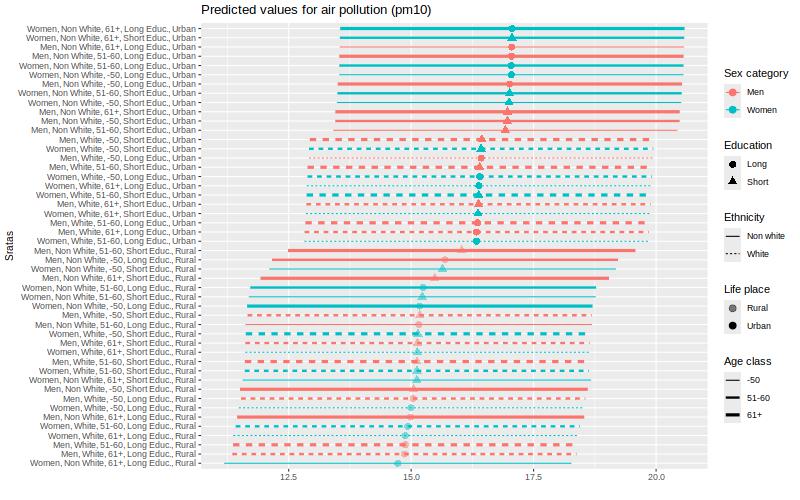 Predicted values for air pollution (pm10)
Women, Non White, 61+, Long Educ., Urban
Women, Non White, 61+, Short Educ., Urban
Men, Non White, 61+, Long Educ., Urban
Men, Non White, 51-60, Long Educ., Urban
Women, Non White, 51-60, Long Educ., Urban
Women, Non White, -50, Long Educ., Urban
Men, Non White, -50, Long Educ., Urban
Women, Non White, 51-60, Short Educ., Urban
Women, Non White, -50, Short Educ., Urban
Men, Non White, 61+, Short Educ., Urban
Men, Non White, -50, Short Educ., Urban
Men, Non White, 51-60, Short Educ., Urban
Men, White, -50, Short Educ., Urban
Women, White, -50, Short Educ., Urban
Men, White, -50, Long Educ., Urban
Men, White, 51-60, Short Educ., Urban
Women, White, -50, Long Educ., Urban
Women, White, 61+, Long Educ., Urban
Women, White, 51-60, Short Educ., Urban
Men, White, 61+, Short Educ., Urban
Women, White, 61+, Short Educ., Urban
Men, White, 51-60, Long Educ., Urban
Men, White, 61+, Long Educ., Urban
Women, White, 51-60, Long Educ., Urban
Men, Non White, 51-60, Short Educ., Rural
Men, Non White, -50, Long Educ., Rural
Women, Non White, -50, Short Educ., Rural
Men, Non White, 61+, Short Educ., Rural
Women, Non White, 51-60, Long Educ., Rural
Women, Non White, 51-60, Short Educ., Rural
Women, Non White, -50, Long Educ., Rural
Men, White, -50, Short Educ., Rural
Men, Non White, 51-60, Long Educ., Rural
Women, White, -50, Short Educ., Rural
Men, White, 61+, Short Educ., Rural
Women, White, 61+, Short Educ., Rural
Men, White, 51-60, Short Educ., Rural
Women, White, 51-60, Short Educ., Rural
Women, Non White, 61+, Short Educ., Rural
Men, Non White, -50, Short Educ., Rural
Men, White, -50, Long Educ., Rural
Women, White, -50, Long Educ., Rural
Men, Non White, 61+, Long Educ., Rural
Women, White, 51-60, Long Educ., Rural
Women, White, 61+, Long Educ., Rural
Men, White, 51-60, Long Educ., Rural
Men, White, 61+, Long Educ., Rural
Women, Non White, 61+, Long Educ., Rural
Sratas
12.5 15.0 17.5 20.0
Sex category
Men
Women
Education
Long
Short
Ethnicity
Non white
White
Life place
Rural
Urban
Age class
-50
51-60
61+